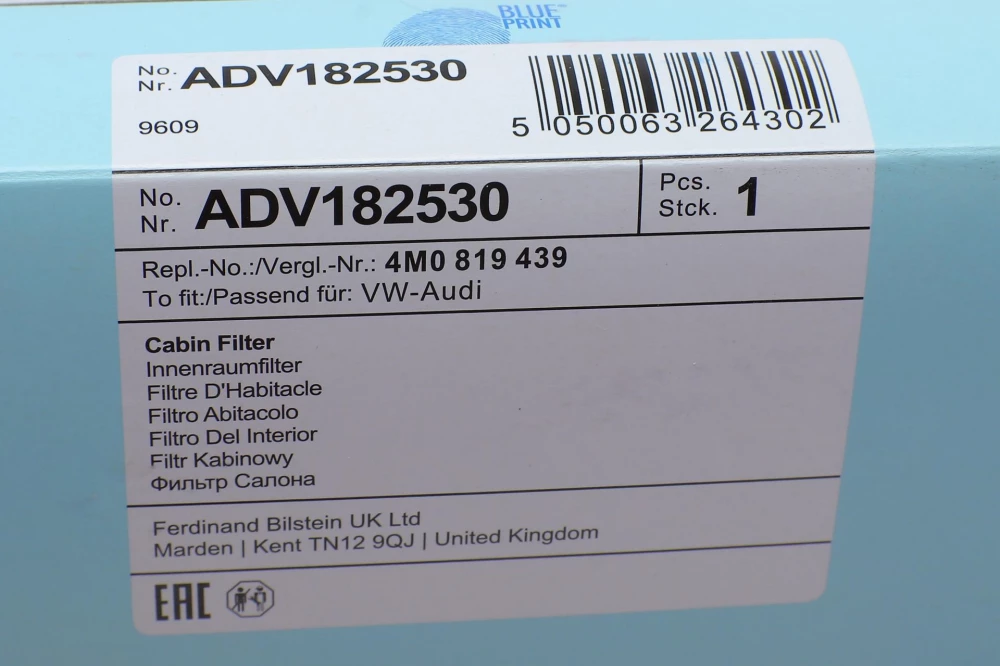 BLUE
PRINT
No. Nr. ADV182530
9609
5 050063 264302
No. Nr. ADV182530
Pcs. Stck. 1
Repl.-No.:/Vergl.-Nr.: 4M0 819 439
To fit:/Passend für: VW-Audi
Cabin Filter
Innenraumfilter
Filtre D'Habitacle
Filtro Abitacolo
Filtro Del Interior
Filtr Kabinowy
Фильтр Салона
Ferdinand Bilstein UK Ltd
Marden | Kent TN12 9QJ | United Kingdom
EAC